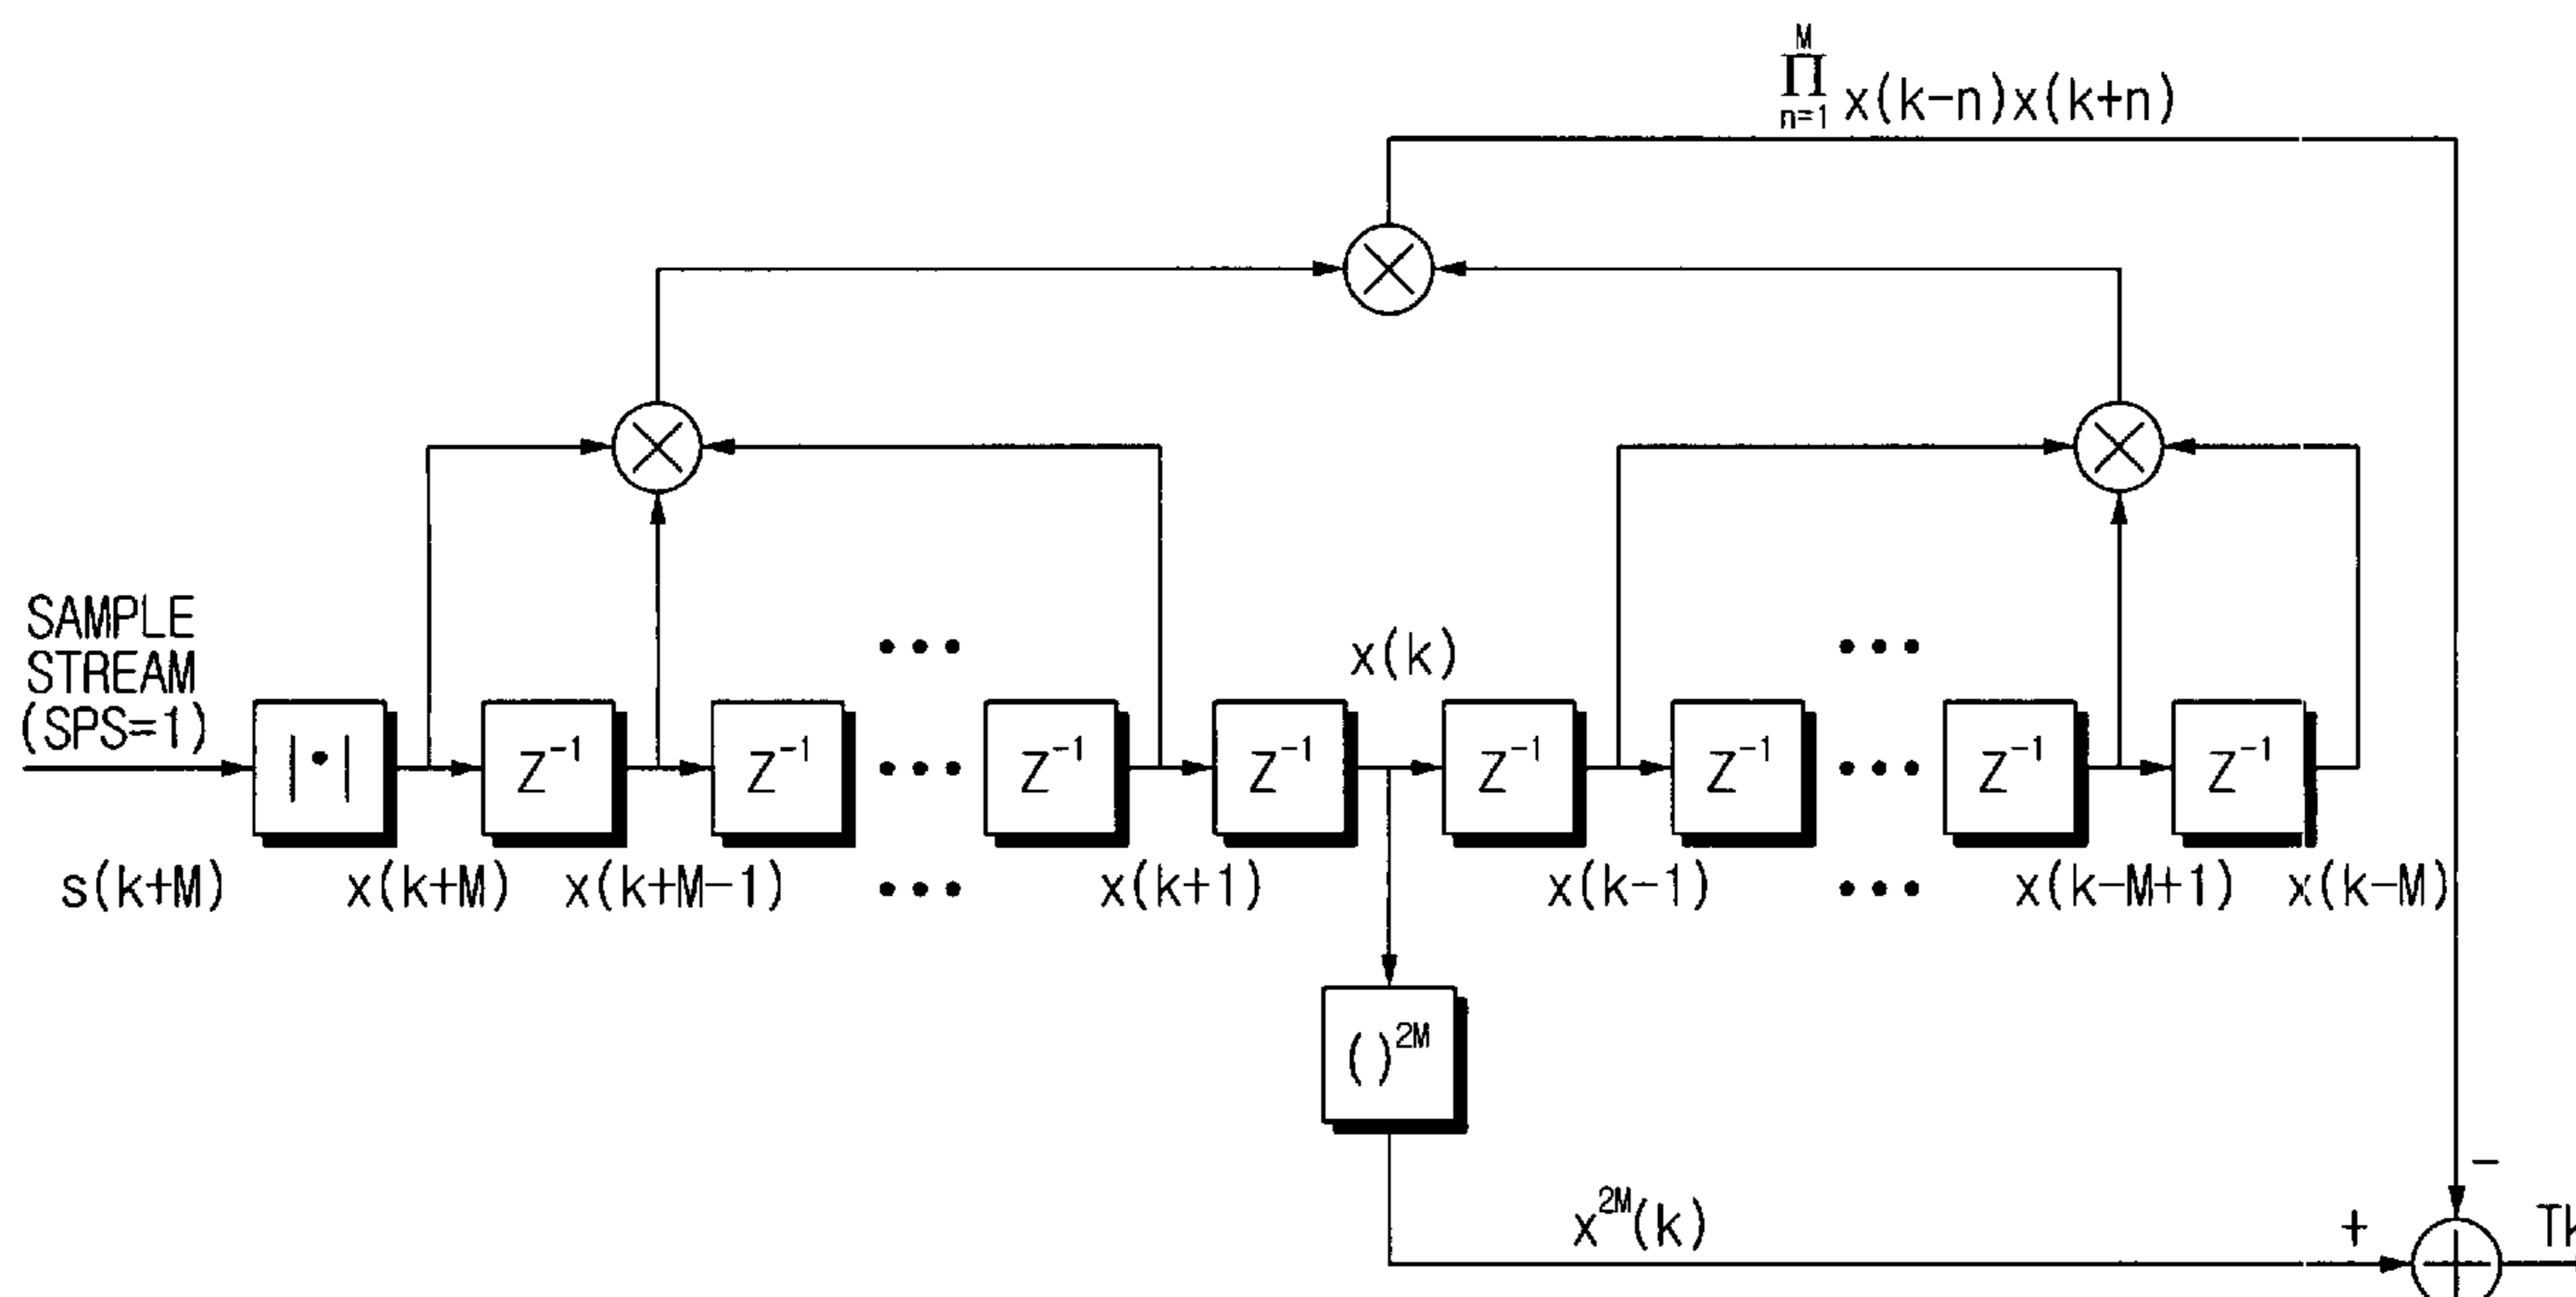 M
∏ x(k-n)x(k+n)
n=1
SAMPLE
STREAM
(SPS=1)
x(k)
|•| Z⁻¹ Z⁻¹ ••• Z⁻¹ Z⁻¹ Z⁻¹ Z⁻¹ ••• Z⁻¹ Z⁻¹
s(k+M) x(k+M) x(k+M-1) ••• x(k+1) x(k-1) ••• x(k-M+1) x(k-M)
( )²ᴹ
−
x²ᴹ(k) +